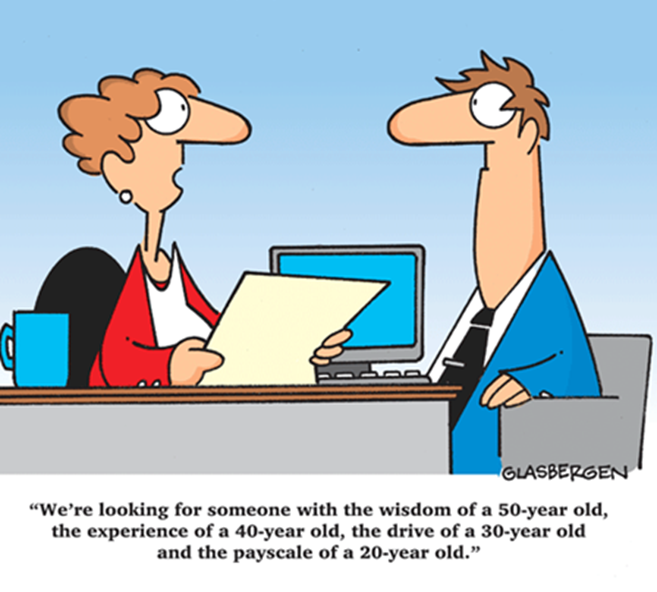 GLASBERGEN
“We’re looking for someone with the wisdom of a 50-year old,
the experience of a 40-year old, the drive of a 30-year old
and the payscale of a 20-year old.”